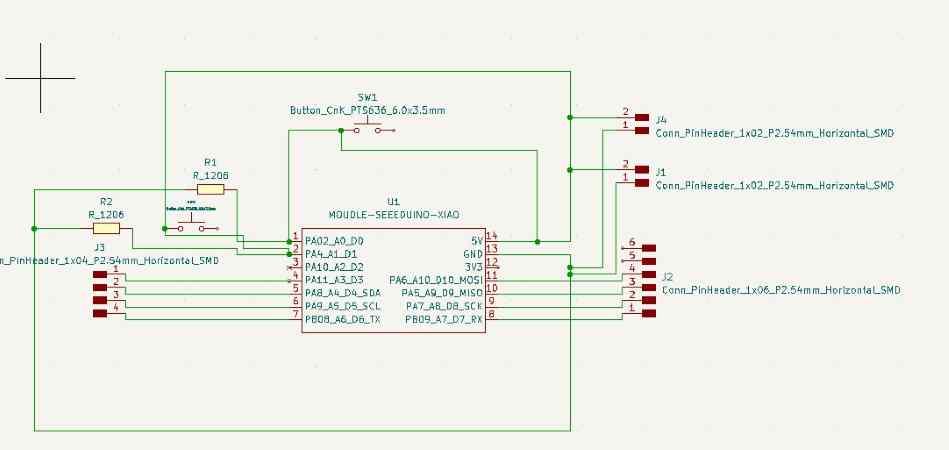 SW1
Button_CnK_PTS636_6.0x3.5mm
2
J4
1
Conn_PinHeader_1x02_P2.54mm_Horizontal_SMD
2
J1
1
Conn_PinHeader_1x02_P2.54mm_Horizontal_SMD
R1
R_1206
R2
R_1206
U1
MOUDLE-SEEEDUINO-XIAO
J3
n_PinHeader_1x04_P2.54mm_Horizontal_SMD
1
2
3
4
1 PA02_A0_D0 5V 14
2 PA4_A1_D1 GND 13
3 PA10_A2_D2 3V3 12
4 PA11_A3_D3 PA6_A10_D10_MOSI 11
5 PA8_A4_D4_SDA PA5_A9_D9_MISO 10
6 PA9_A5_D5_SCL PA7_A8_D8_SCK 9
7 PB08_A6_D6_TX PB09_A7_D7_RX 8
6
5
4
3
2
1
J2
Conn_PinHeader_1x06_P2.54mm_Horizontal_SMD